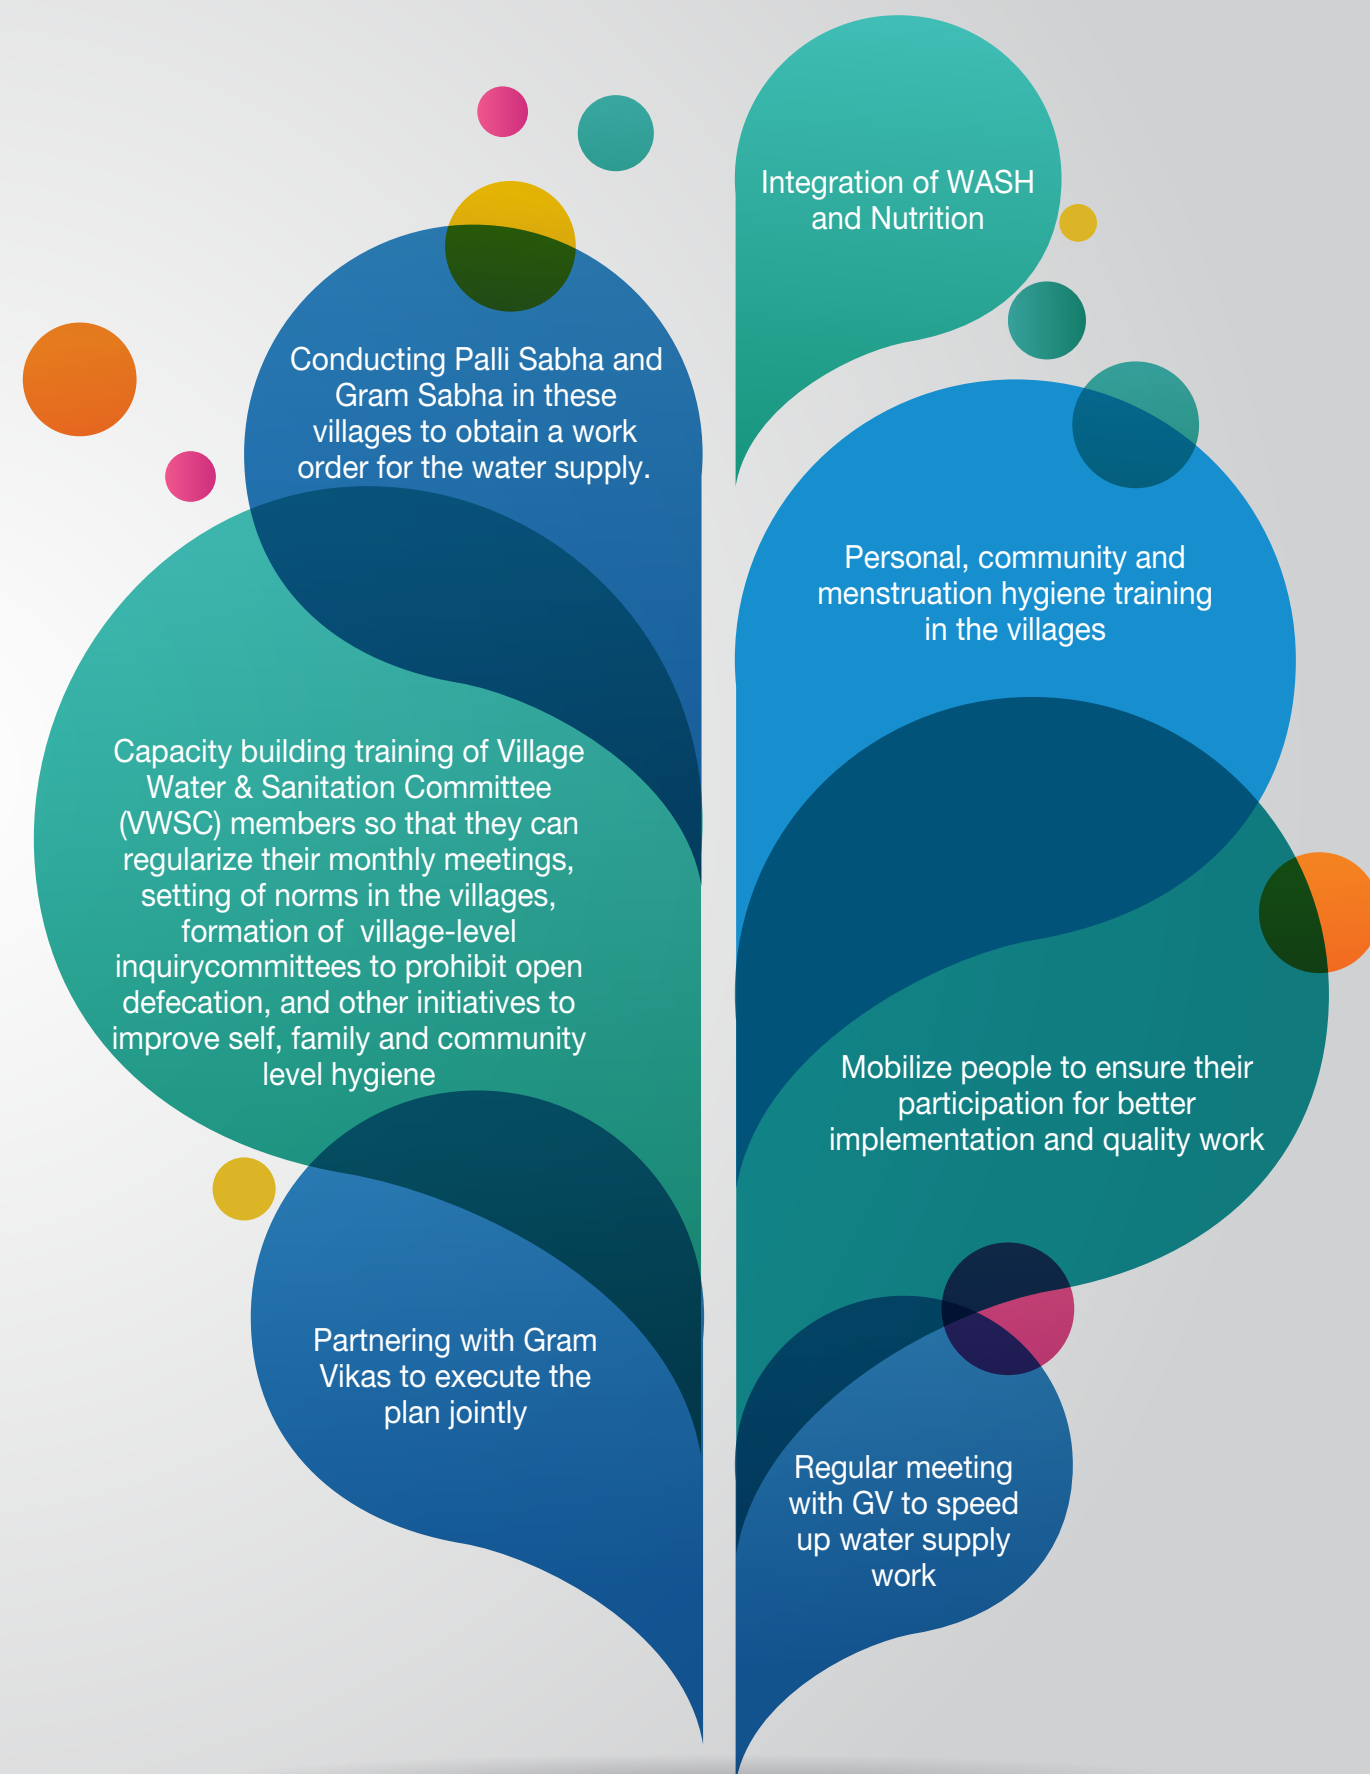 Integration of WASH
and Nutrition
Conducting Palli Sabha and
Gram Sabha in these
villages to obtain a work
order for the water supply.
Personal, community and
menstruation hygiene training
in the villages
Capacity building training of Village
Water & Sanitation Committee
(VWSC) members so that they can
regularize their monthly meetings,
setting of norms in the villages,
formation of  village-level
inquirycommittees to prohibit open
defecation, and other initiatives to
improve self, family and community
level hygiene
Mobilize people to ensure their
participation for better
implementation and quality work
Partnering with Gram
Vikas to execute the
plan jointly
Regular meeting
with GV to speed
up water supply
work